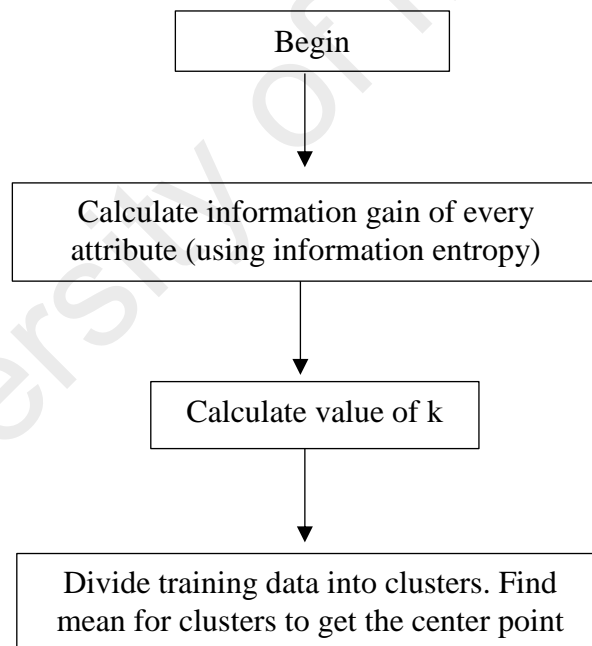 Begin
Calculate information gain of every
attribute (using information entropy)
Calculate value of k
Divide training data into clusters. Find
mean for clusters to get the center point